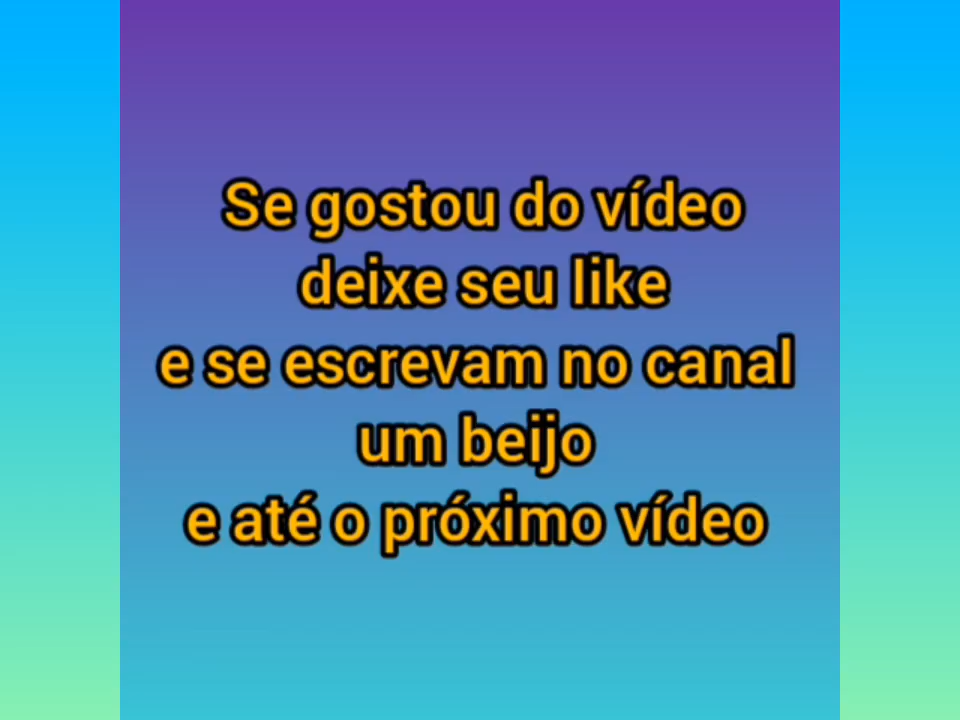 Se gostou do vídeo
deixe seu like
e se escrevam no canal
um beijo
e até o próximo vídeo